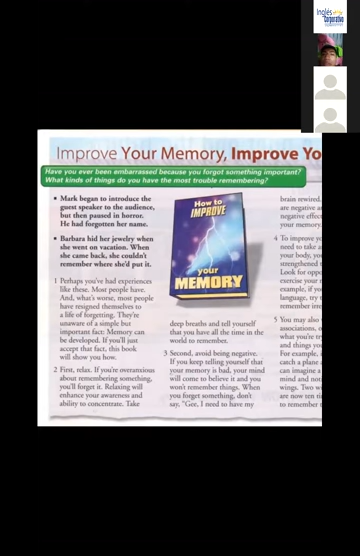 Inglés
Corporativo
Improve Your Memory, Improve Yo
Have you ever been embarrassed because you forgot something important?
What kinds of things do you have the most trouble remembering?
▪ Mark began to introduce the
guest speaker to the audience,
but then paused in horror.
He had forgotten her name.
▪ Barbara hid her jewelry when
she went on vacation. When
she came back, she couldn't
remember where she'd put it.
1 Perhaps you've had experiences
like these. Most people have.
And, what's worse, most people
have resigned themselves to
a life of forgetting. They're
unaware of a simple but
important fact: Memory can
be developed. If you'll just
accept that fact, this book
will show you how.
2 First, relax. If you're overanxious
about remembering something,
you'll forget it. Relaxing will
enhance your awareness and
ability to concentrate. Take
How to
IMPROVE
your
MEMORY
deep breaths and tell yourself
that you have all the time in the
world to remember.
3 Second, avoid being negative.
If you keep telling yourself that
your memory is bad, your mind
will come to believe it and you
won't remember things. When
you forget something, don't
say, "Gee, I need to have my
brain rewired.
are negative a
negative effec
your memory.
4 To improve yo
need to take a
your body, yo
strengthened t
Look for oppo
exercise your r
example, if yo
language, try t
remember irre
5 You may also
associations, o
what you're try
and things yo
For example, i
catch a plane a
can imagine a
mind and not
wings. Two w
are now ten ti
to remember t